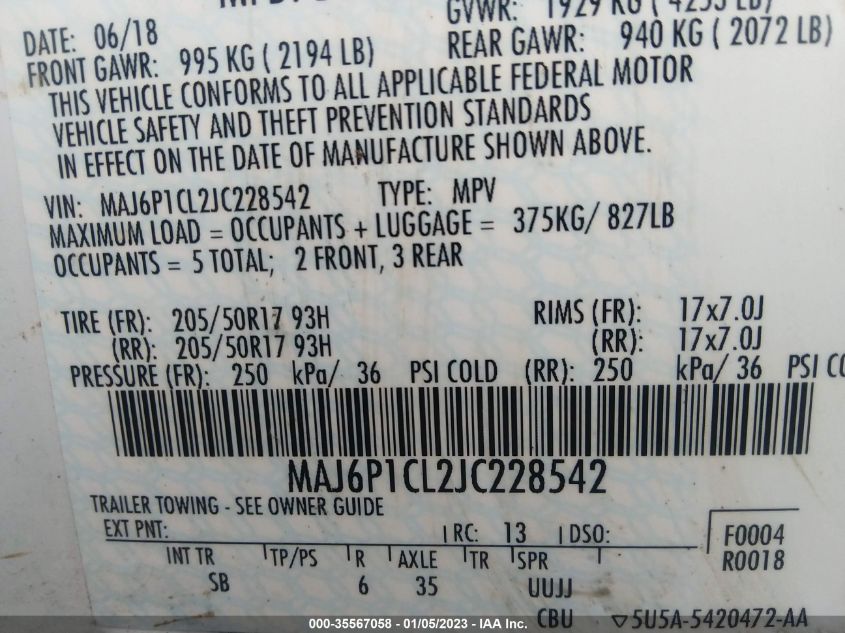 GVWR: 1929 KG ( 4253 LB)
DATE: 06/18
FRONT GAWR: 995 KG ( 2194 LB)
REAR GAWR: 940 KG ( 2072 LB)
THIS VEHICLE CONFORMS TO ALL APPLICABLE FEDERAL MOTOR
VEHICLE SAFETY AND THEFT PREVENTION STANDARDS
IN EFFECT ON THE DATE OF MANUFACTURE SHOWN ABOVE.
VIN: MAJ6P1CL2JC228542 TYPE: MPV
MAXIMUM LOAD = OCCUPANTS + LUGGAGE = 375KG/ 827LB
OCCUPANTS = 5 TOTAL; 2 FRONT, 3 REAR
TIRE (FR): 205/50R17 93H RIMS (FR): 17x7.0J
(RR): 205/50R17 93H (RR): 17x7.0J
PRESSURE (FR): 250 kPa/ 36 PSI COLD (RR): 250 kPa/ 36 PSI CO
MAJ6P1CL2JC228542
TRAILER TOWING - SEE OWNER GUIDE
EXT PNT: RC: 13 DSO: F0004
R0018
INT TR TP/PS R AXLE TR SPR
SB 6 35 UUJJ
CBU ▽5U5A-5420472-AA
000-35567058 - 01/05/2023 - IAA Inc.